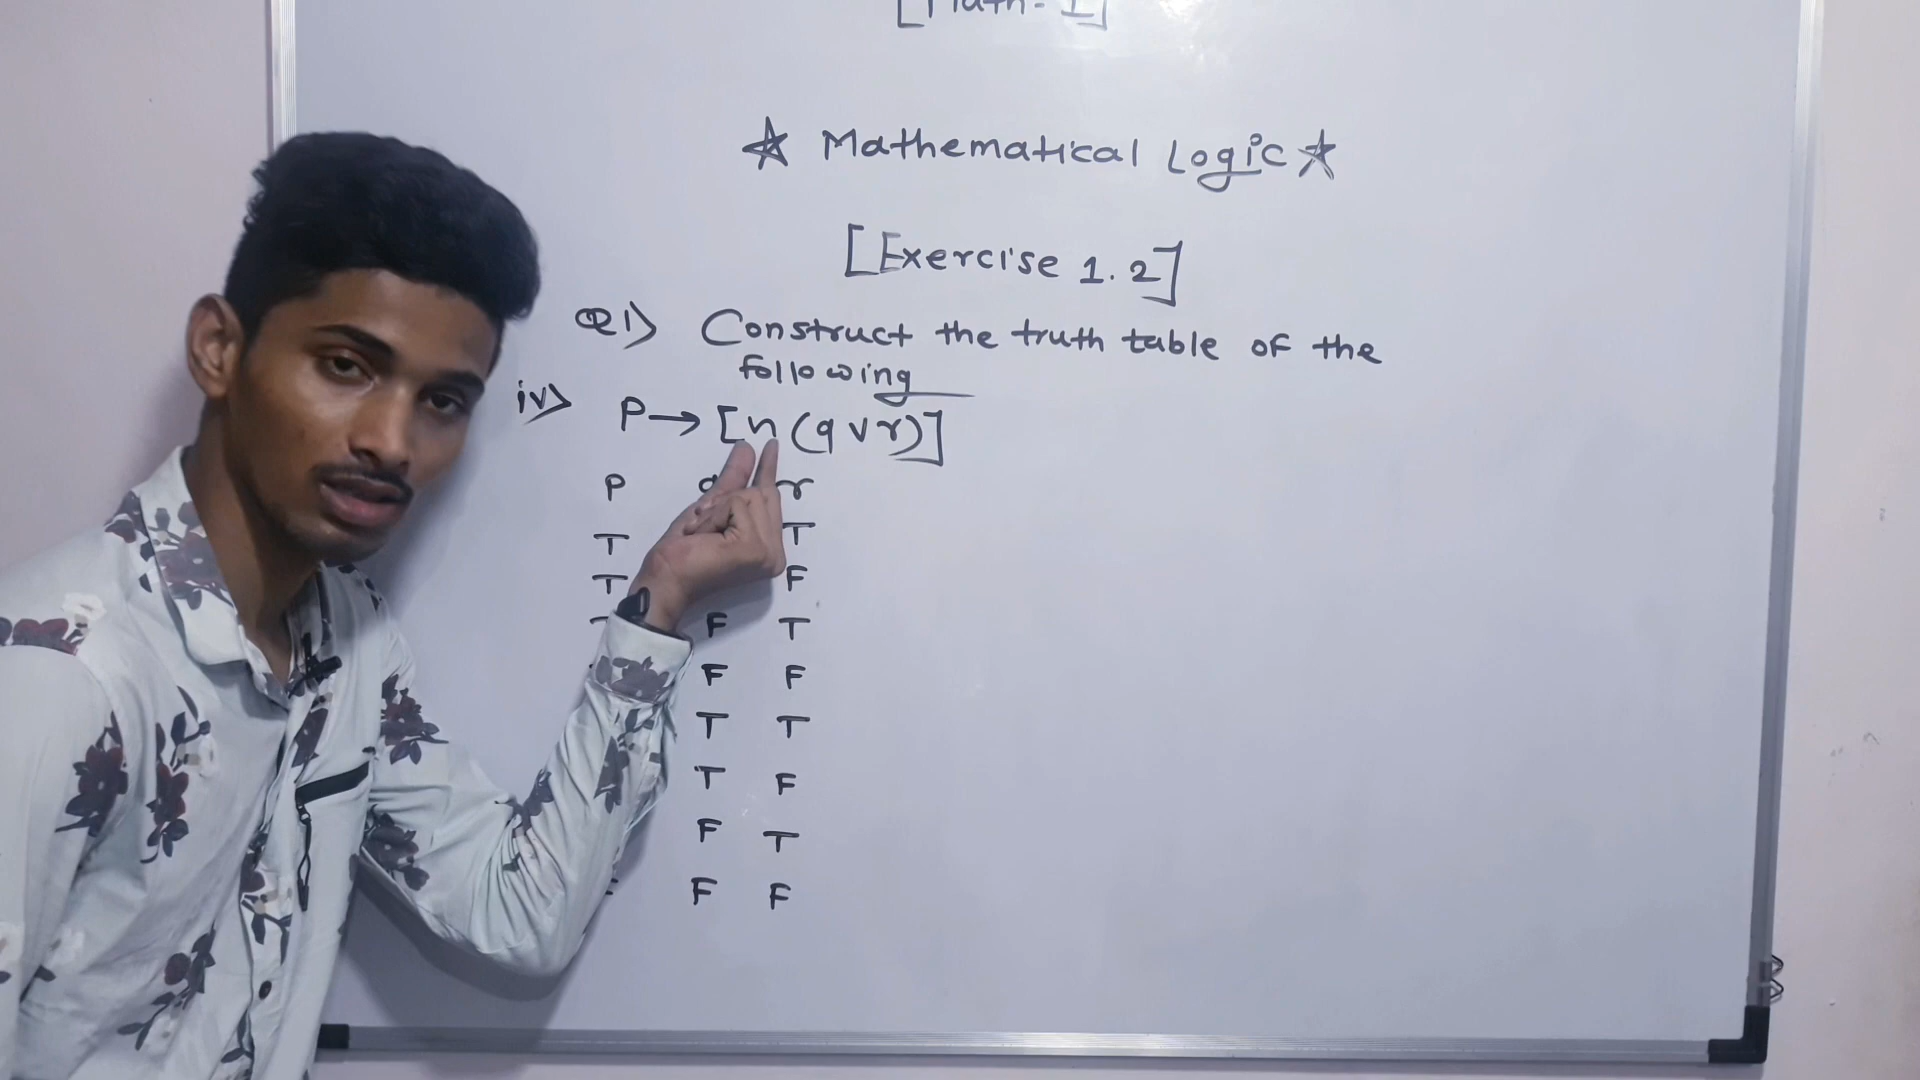 [Math-I]
☆ Mathematical Logic ☆
[Exercise 1.2]
Q1) Construct the truth table of the
following
iv) P→[~(q∨r)]
P r
T T
T F
F T
F F
T T
T F
F T
F F